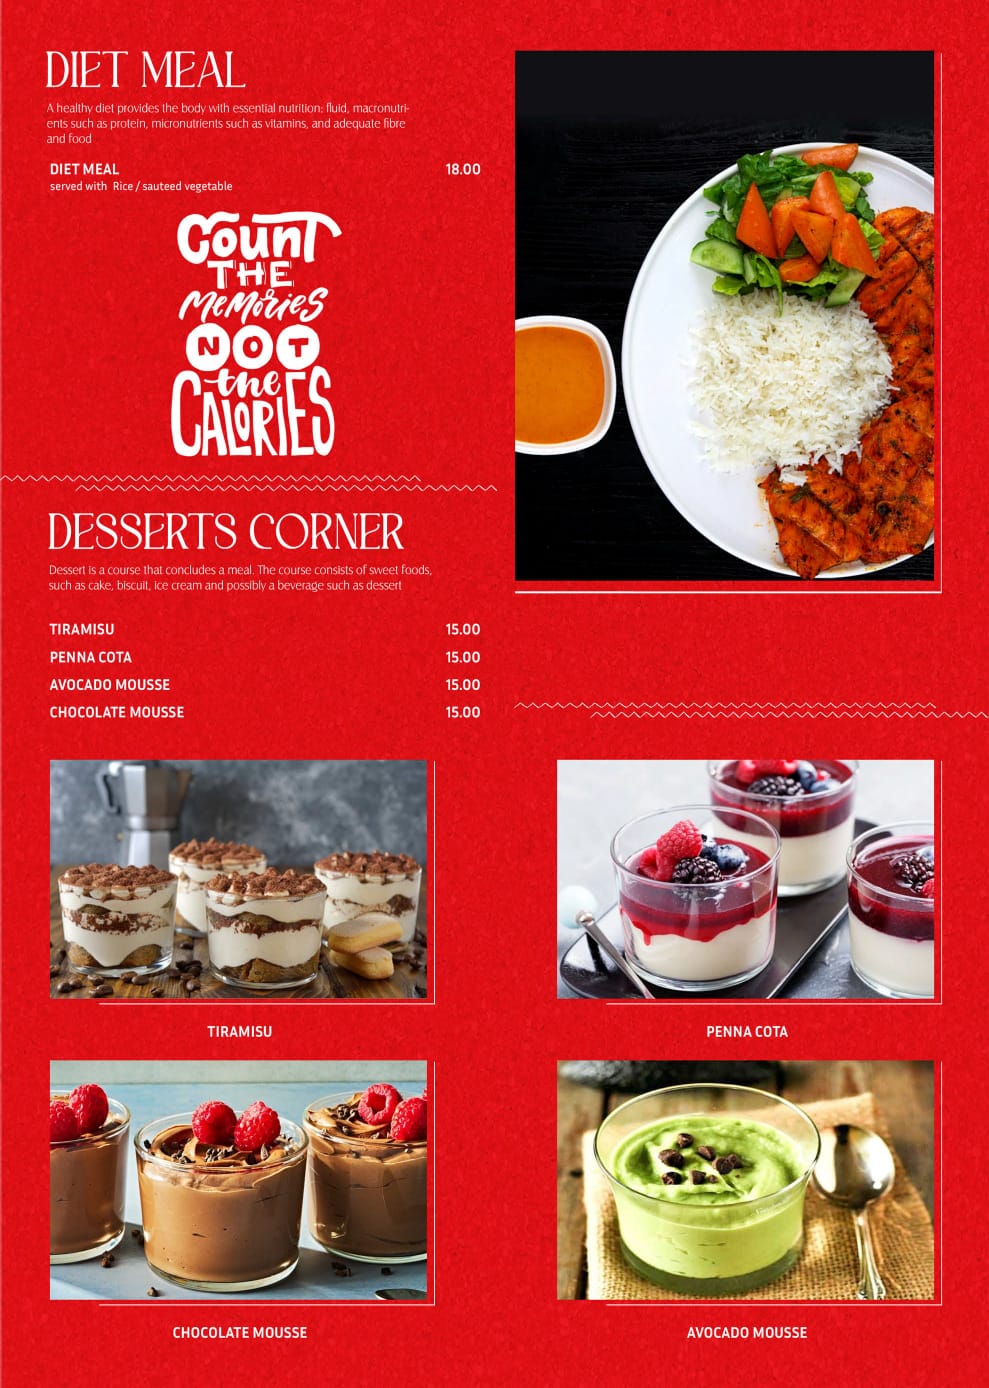 DIET MEAL
A healthy diet provides the body with essential nutrition: fluid, macronutri-
ents such as protein, micronutrients such as vitamins, and adequate fibre
and food
DIET MEAL 18.00
served with Rice / sauteed vegetable
Count
THE
MeMories
NOT
the
CALORIES
DESSERTS CORNER
Dessert is a course that concludes a meal. The course consists of sweet foods,
such as cake, biscuit, ice cream and possibly a beverage such as dessert
TIRAMISU 15.00
PENNA COTA 15.00
AVOCADO MOUSSE 15.00
CHOCOLATE MOUSSE 15.00
TIRAMISU
PENNA COTA
CHOCOLATE MOUSSE
AVOCADO MOUSSE